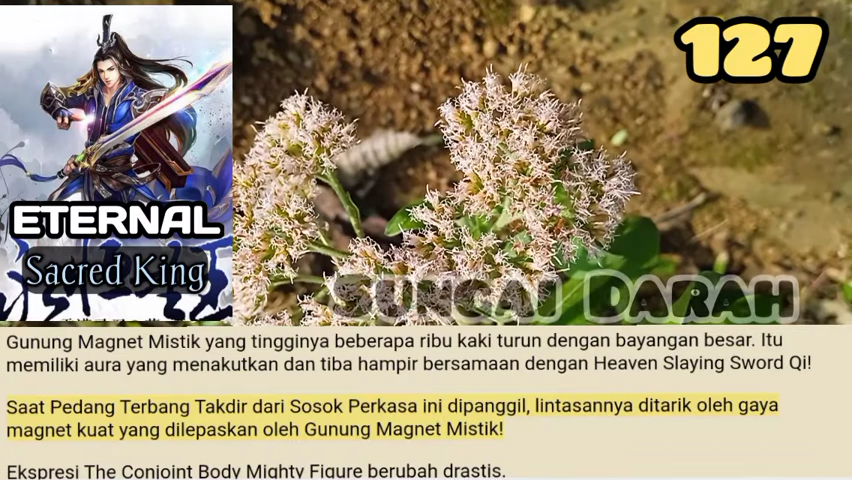 127
ETERNAL
Sacred King
SUNGAI DARAH
Gunung Magnet Mistik yang tingginya beberapa ribu kaki turun dengan bayangan besar. Itu
memiliki aura yang menakutkan dan tiba hampir bersamaan dengan Heaven Slaying Sword Qi!
Saat Pedang Terbang Takdir dari Sosok Perkasa ini dipanggil, lintasannya ditarik oleh gaya
magnet kuat yang dilepaskan oleh Gunung Magnet Mistik!
Ekspresi The Conjoint Body Mighty Figure berubah drastis.